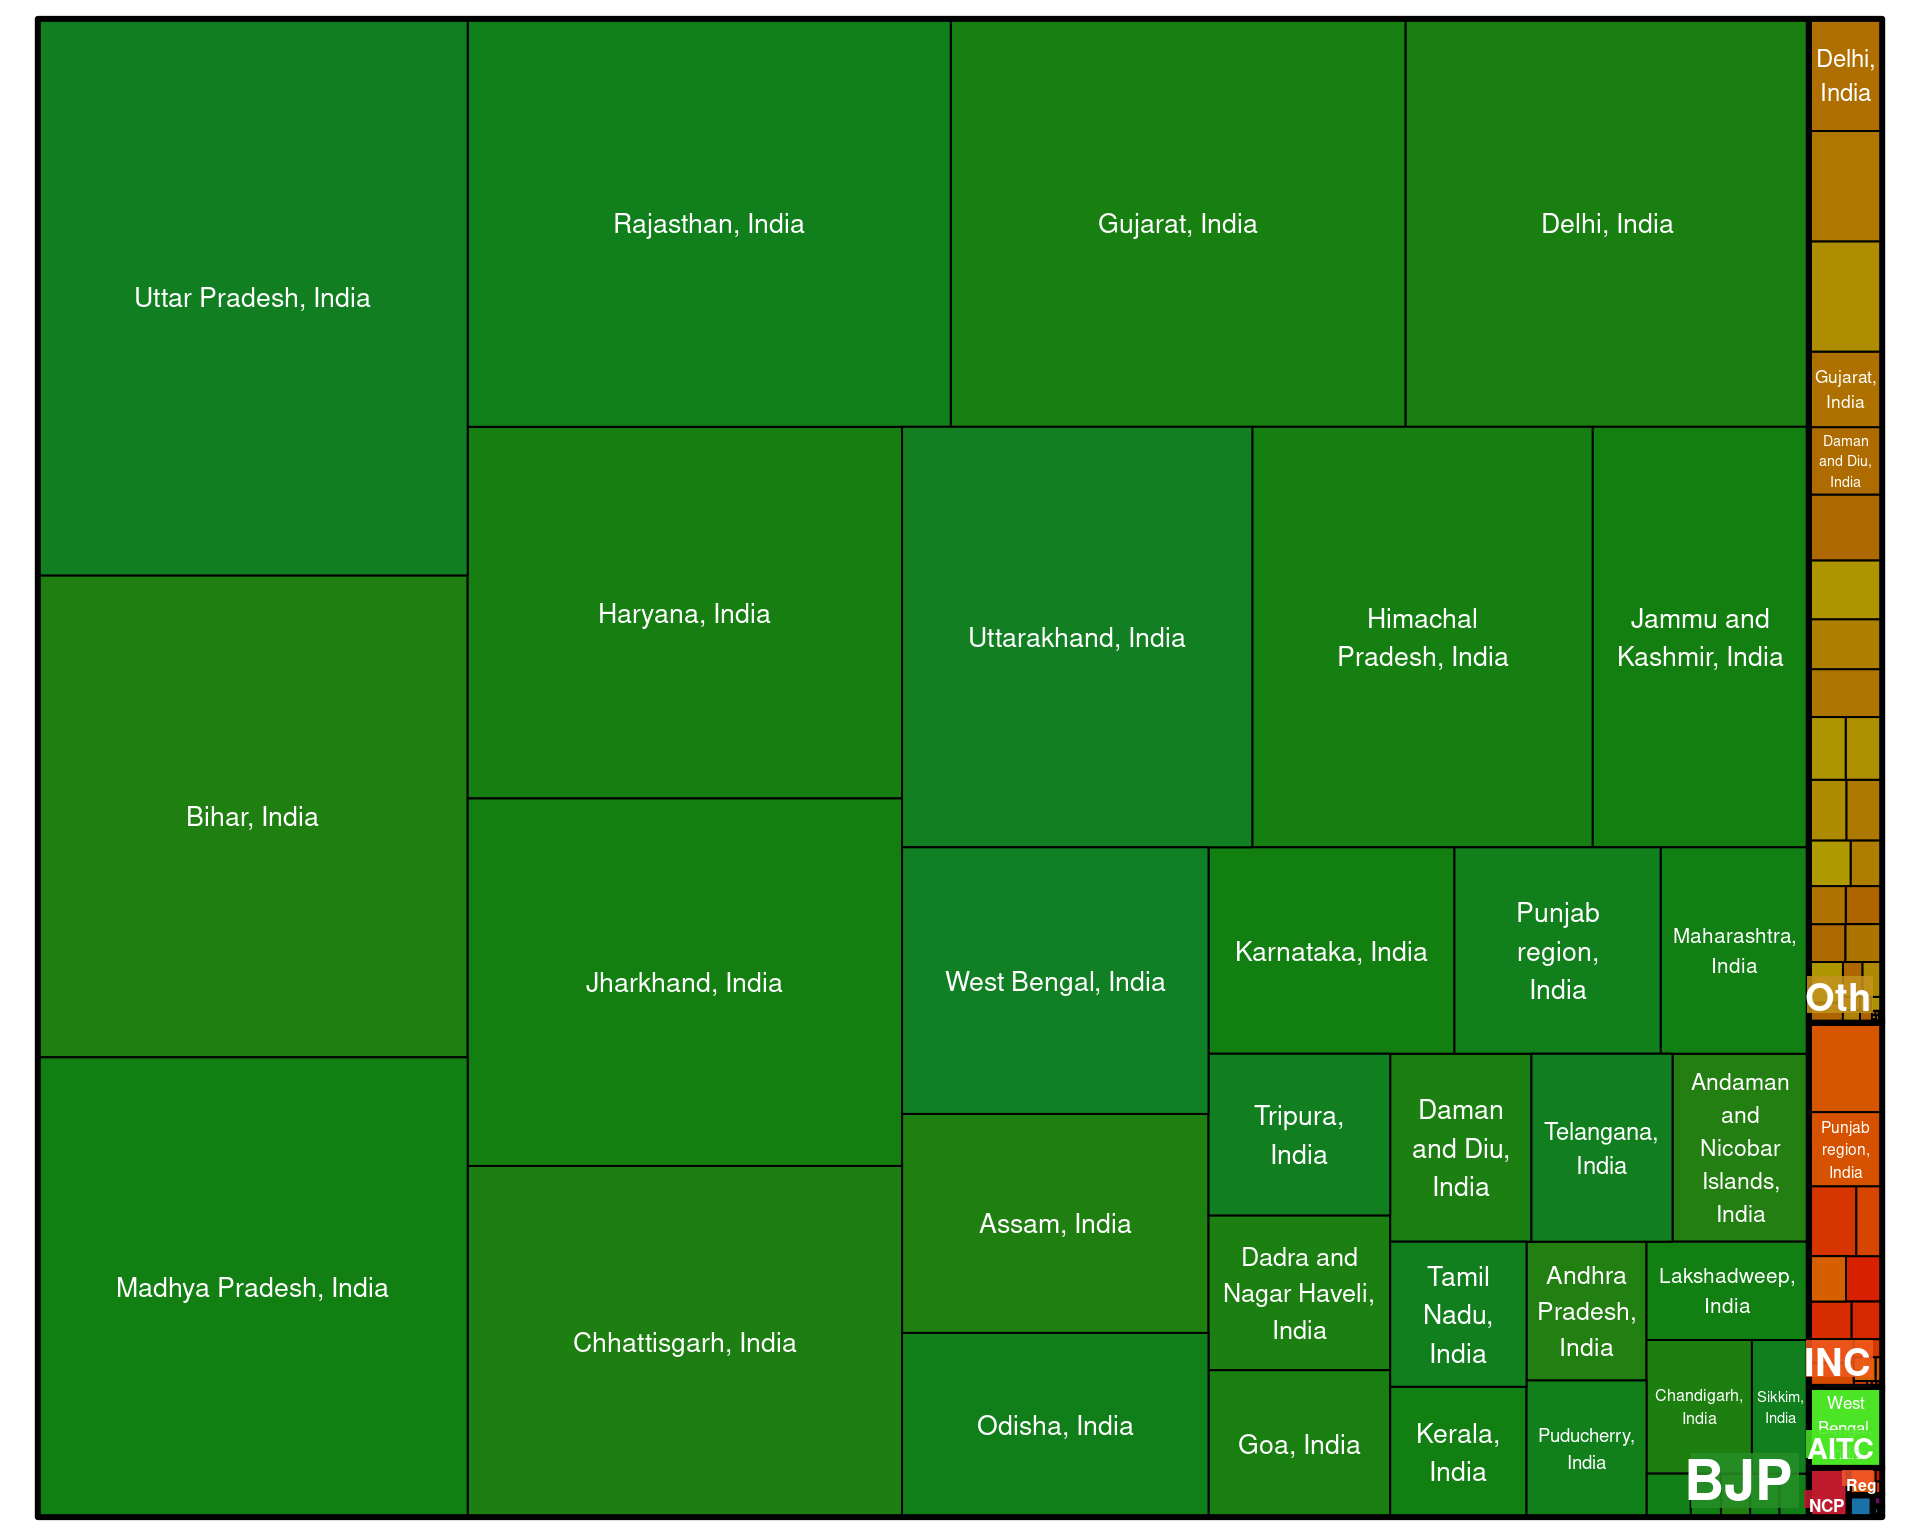 Uttar Pradesh, India
Bihar, India
Madhya Pradesh, India
Rajasthan, India
Gujarat, India
Delhi, India
Haryana, India
Jharkhand, India
Chhattisgarh, India
Uttarakhand, India
Himachal
Pradesh, India
Jammu and
Kashmir, India
West Bengal, India
Assam, India
Odisha, India
Karnataka, India
Punjab
region,
India
Maharashtra,
India
Tripura,
India
Dadra and
Nagar Haveli,
India
Goa, India
Daman
and Diu,
India
Telangana,
India
Andaman
and
Nicobar
Islands,
India
Tamil
Nadu,
India
Kerala,
India
Andhra
Pradesh,
India
Puducherry,
India
Lakshadweep,
India
Chandigarh,
India
Sikkim,
India
BJP
Delhi,
India
Gujarat,
India
Daman
and Diu,
India
Oth
Punjab
region,
India
INC
West
Bengal,
AITC
Reg
NCP